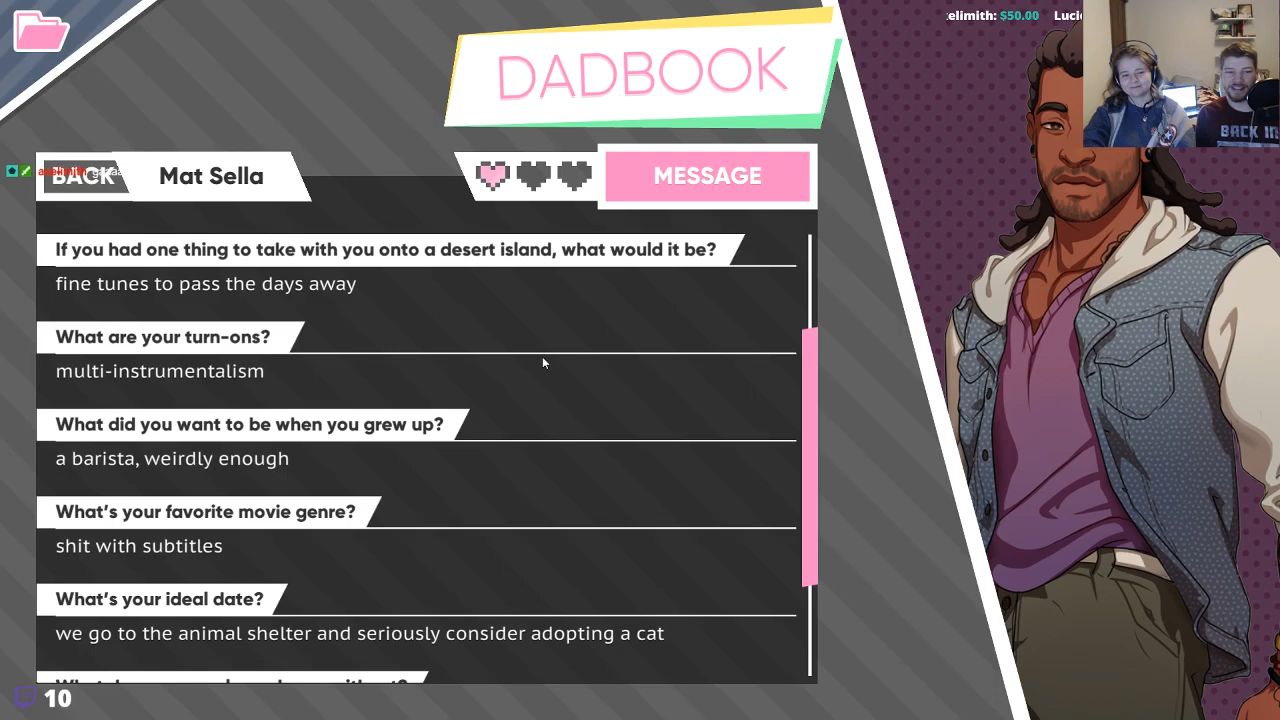 elimith: $50.00 Luci
DADBOOK
BACK
Mat Sella
MESSAGE
If you had one thing to take with you onto a desert island, what would it be?
fine tunes to pass the days away
What are your turn-ons?
multi-instrumentalism
What did you want to be when you grew up?
a barista, weirdly enough
What's your favorite movie genre?
shit with subtitles
What's your ideal date?
we go to the animal shelter and seriously consider adopting a cat
BACK IN
10